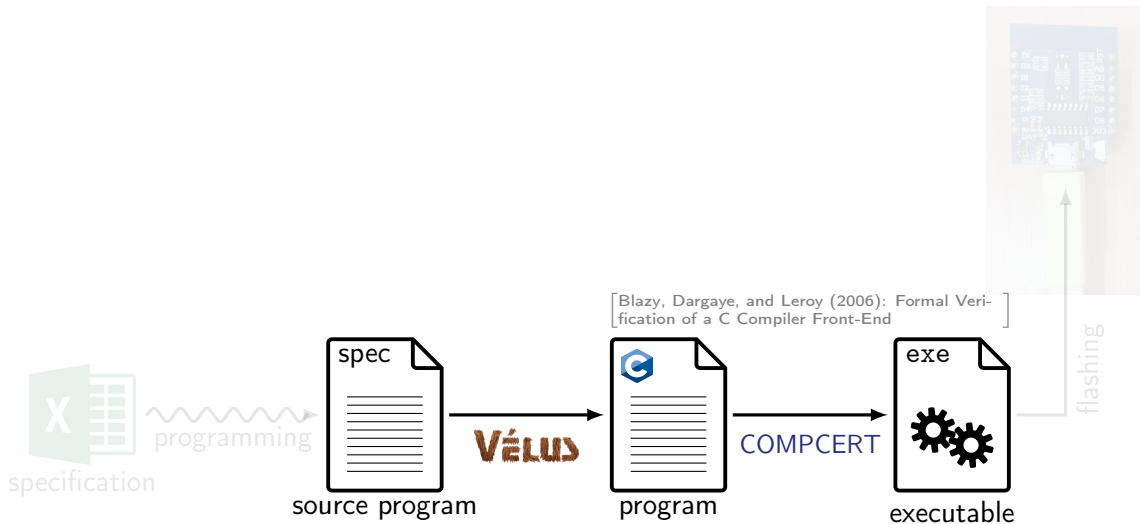 [Blazy, Dargaye, and Leroy (2006): Formal Veri-
fication of a C Compiler Front-End]
spec
C
exe
flashing
X
programming
VÉLUS
COMPCERT
specification
source program
program
executable